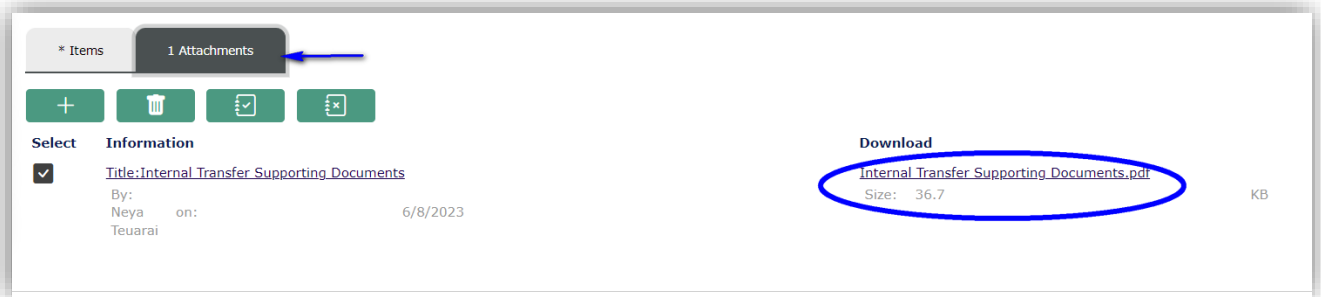 * Items 1 Attachments
Select Information Download
Title:Internal Transfer Supporting Documents Internal Transfer Supporting Documents.pdf
By: Size: 36.7 KB
Neya on: 6/8/2023
Teuarai